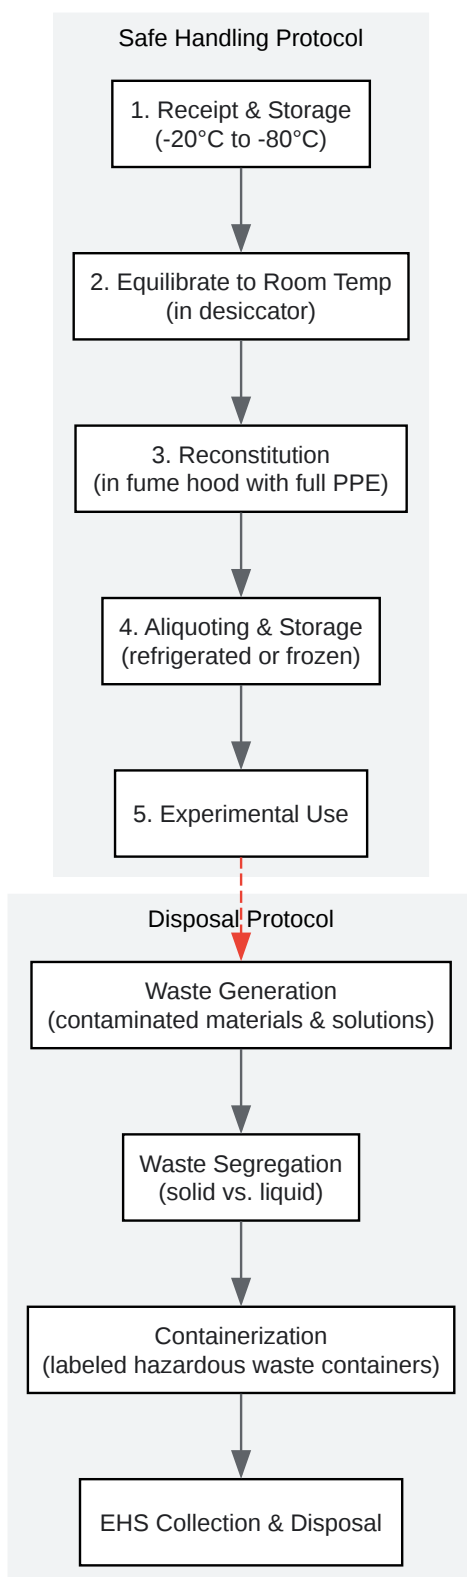 Safe Handling Protocol
1. Receipt & Storage
(-20°C to -80°C)
2. Equilibrate to Room Temp
(in desiccator)
3. Reconstitution
(in fume hood with full PPE)
4. Aliquoting & Storage
(refrigerated or frozen)
5. Experimental Use
Disposal Protocol
Waste Generation
(contaminated materials & solutions)
Waste Segregation
(solid vs. liquid)
Containerization
(labeled hazardous waste containers)
EHS Collection & Disposal